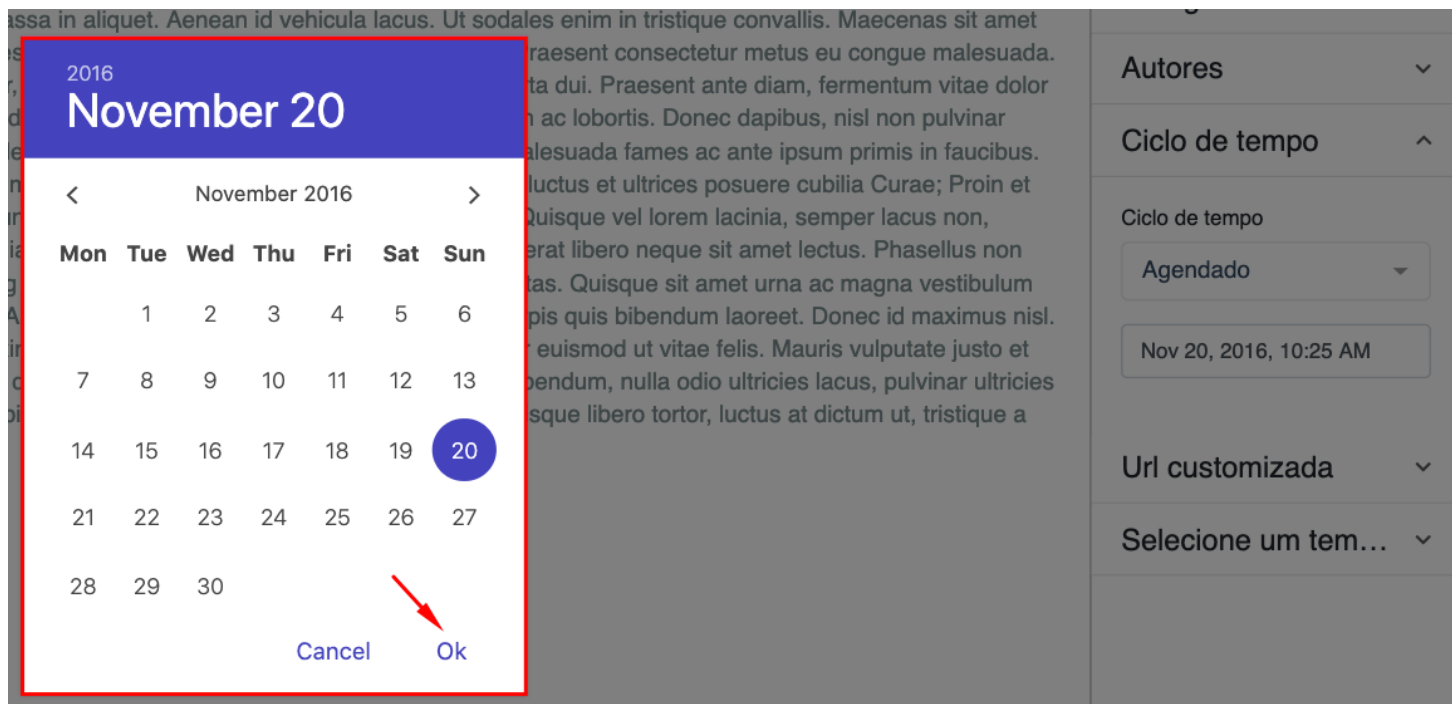 assa in aliquet. Aenean id vehicula lacus. Ut sodales enim in tristique convallis. Maecenas sit amet
raesent consectetur metus eu congue malesuada.
ta dui. Praesent ante diam, fermentum vitae dolor
ac lobortis. Donec dapibus, nisl non pulvinar
alesuada fames ac ante ipsum primis in faucibus.
luctus et ultrices posuere cubilia Curae; Proin et
Quisque vel lorem lacinia, semper lacus non,
erat libero neque sit amet lectus. Phasellus non
tas. Quisque sit amet urna ac magna vestibulum
pis quis bibendum laoreet. Donec id maximus nisl.
euismod ut vitae felis. Mauris vulputate justo et
bendum, nulla odio ultricies lacus, pulvinar ultricies
sque libero tortor, luctus at dictum ut, tristique a
2016
November 20
November 2016
Mon Tue Wed Thu Fri Sat Sun
1 2 3 4 5 6
7 8 9 10 11 12 13
14 15 16 17 18 19 20
21 22 23 24 25 26 27
28 29 30
Cancel Ok
Autores
Ciclo de tempo
Ciclo de tempo
Agendado
Nov 20, 2016, 10:25 AM
Url customizada
Selecione um tem...